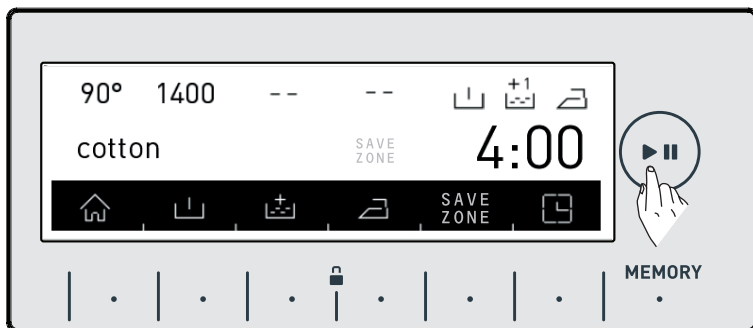 90° 1400 -- -- +1
cotton SAVE ZONE 4:00
+ SAVE ZONE
MEMORY